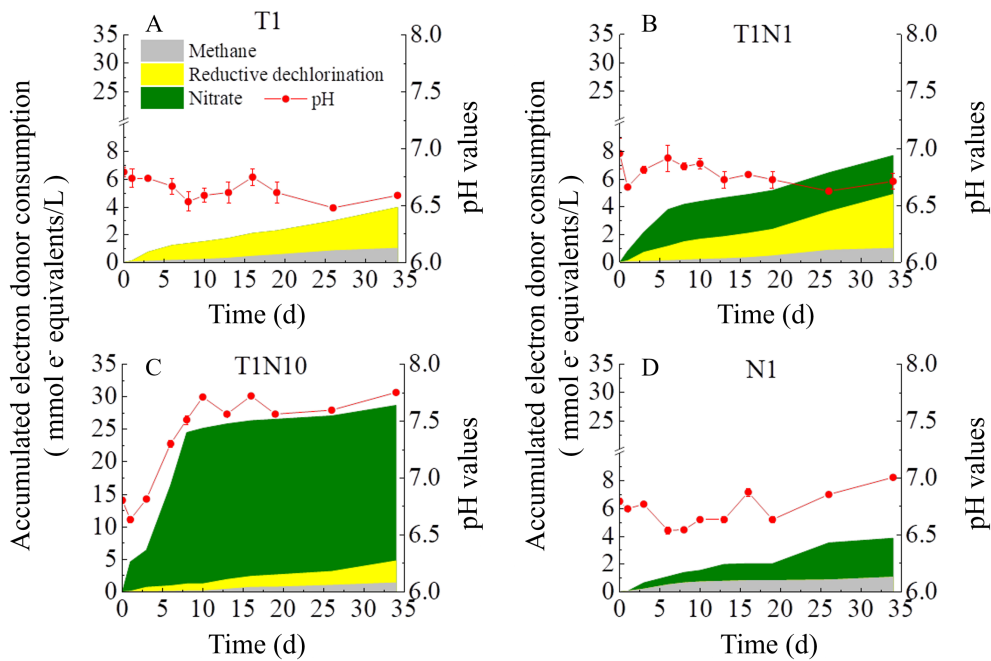 A
T1
Methane
Reductive dechlorination
Nitrate
pH
35
30
25
8
6
4
2
0
0 5 10 15 20 25 30 35
Time (d)
8.0
7.5
7.0
6.5
6.0
pH values
B
T1N1
35
30
25
8
6
4
2
0
0 5 10 15 20 25 30 35
Time (d)
8.0
7.5
7.0
6.5
6.0
pH values
Accumulated electron donor consumption
( mmol e⁻ equivalents/L )
Accumulated electron donor consumption
( mmol e⁻ equivalents/L )
C
T1N10
35
30
25
20
15
10
5
0
0 5 10 15 20 25 30 35
Time (d)
8.0
7.5
7.0
6.5
6.0
pH values
D
N1
35
30
25
8
6
4
2
0
0 5 10 15 20 25 30 35
Time (d)
8.0
7.5
7.0
6.5
6.0
pH values